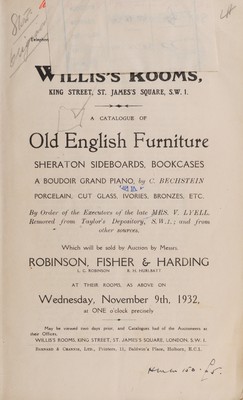 WILLIS'S ROOMS,
KING STREET, ST. JAMES'S SQUARE, S.W. 1.
A CATALOGUE OF
Old English Furniture
SHERATON SIDEBOARDS, BOOKCASES
A BOUDOIR GRAND PIANO, by C. BECHSTEIN
PORCELAIN, CUT GLASS, IVORIES, BRONZES, ETC.
By Order of the Executors of the late MRS. V. LYELL.
Removed from Taylor's Depository, S.W.1; and from
other sources.
Which will be sold by Auction by Messrs.
ROBINSON, FISHER & HARDING
L. G. ROBINSON B. H. HURLBATT
AT THEIR ROOMS, AS ABOVE ON
Wednesday, November 9th, 1932,
at ONE o'clock precisely
May be viewed two days prior, and Catalogues had of the Auctioneers at
their Offices,
WILLIS'S ROOMS, KING STREET, ST. JAMES'S SQUARE, LONDON, S.W. 1.